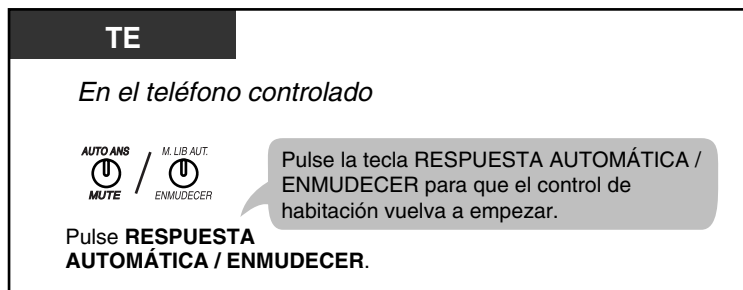 TE
En el teléfono controlado
AUTO ANS
MUTE
/
M. LIB AUT.
ENMUDECER
Pulse la tecla RESPUESTA AUTOMÁTICA /
ENMUDECER para que el control de
habitación vuelva a empezar.
Pulse RESPUESTA
AUTOMÁTICA / ENMUDECER.